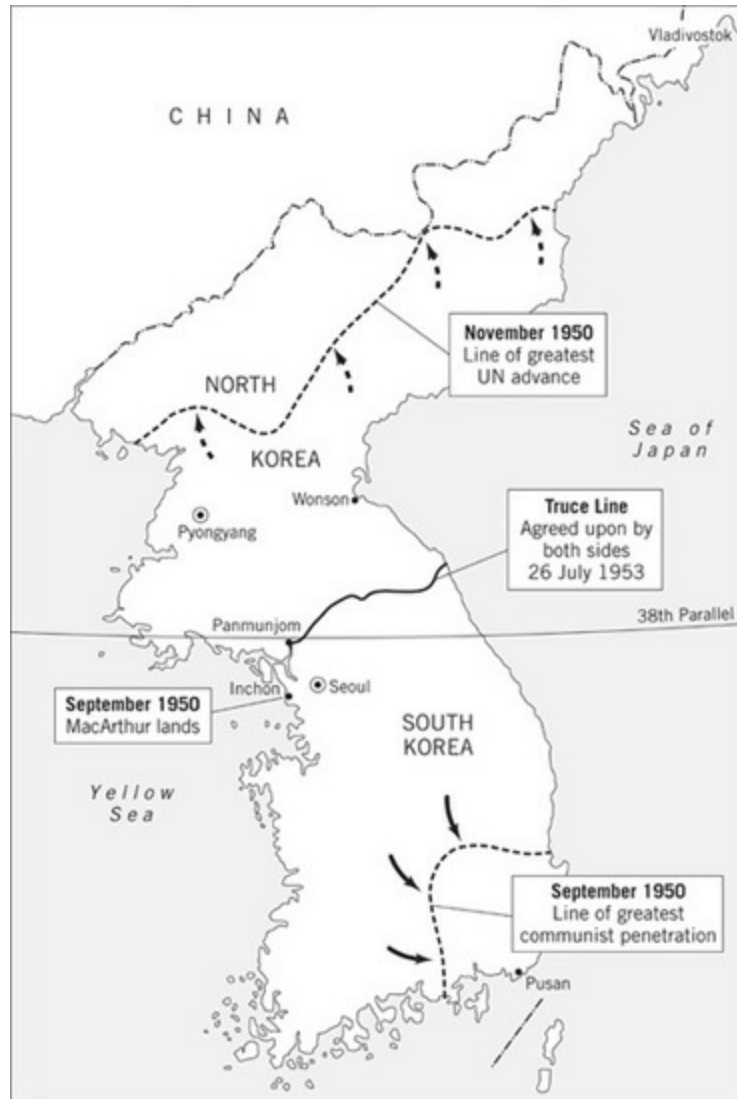 Vladivostok
CHINA
November 1950
Line of greatest
UN advance
NORTH
KOREA
Sea of
Japan
Wonson
Pyongyang
Truce Line
Agreed upon by
both sides
26 July 1953
Panmunjom
38th Parallel
Inchon
Seoul
September 1950
MacArthur lands
SOUTH
KOREA
Yellow
Sea
September 1950
Line of greatest
communist penetration
Pusan